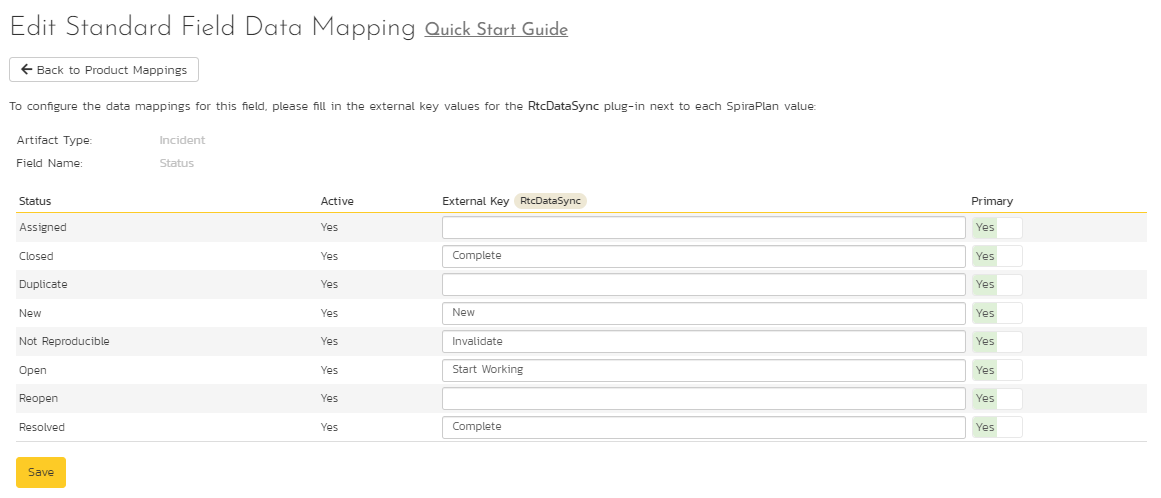 Edit Standard Field Data Mapping Quick Start Guide
Back to Product Mappings
To configure the data mappings for this field, please fill in the external key values for the RtcDataSync plug-in next to each SpiraPlan value:
Artifact Type: Incident
Field Name: Status
Status Active External Key RtcDataSync Primary
Assigned Yes Yes
Closed Yes Complete Yes
Duplicate Yes Yes
New Yes New Yes
Not Reproducible Yes Invalidate Yes
Open Yes Start Working Yes
Reopen Yes Yes
Resolved Yes Complete Yes
Save